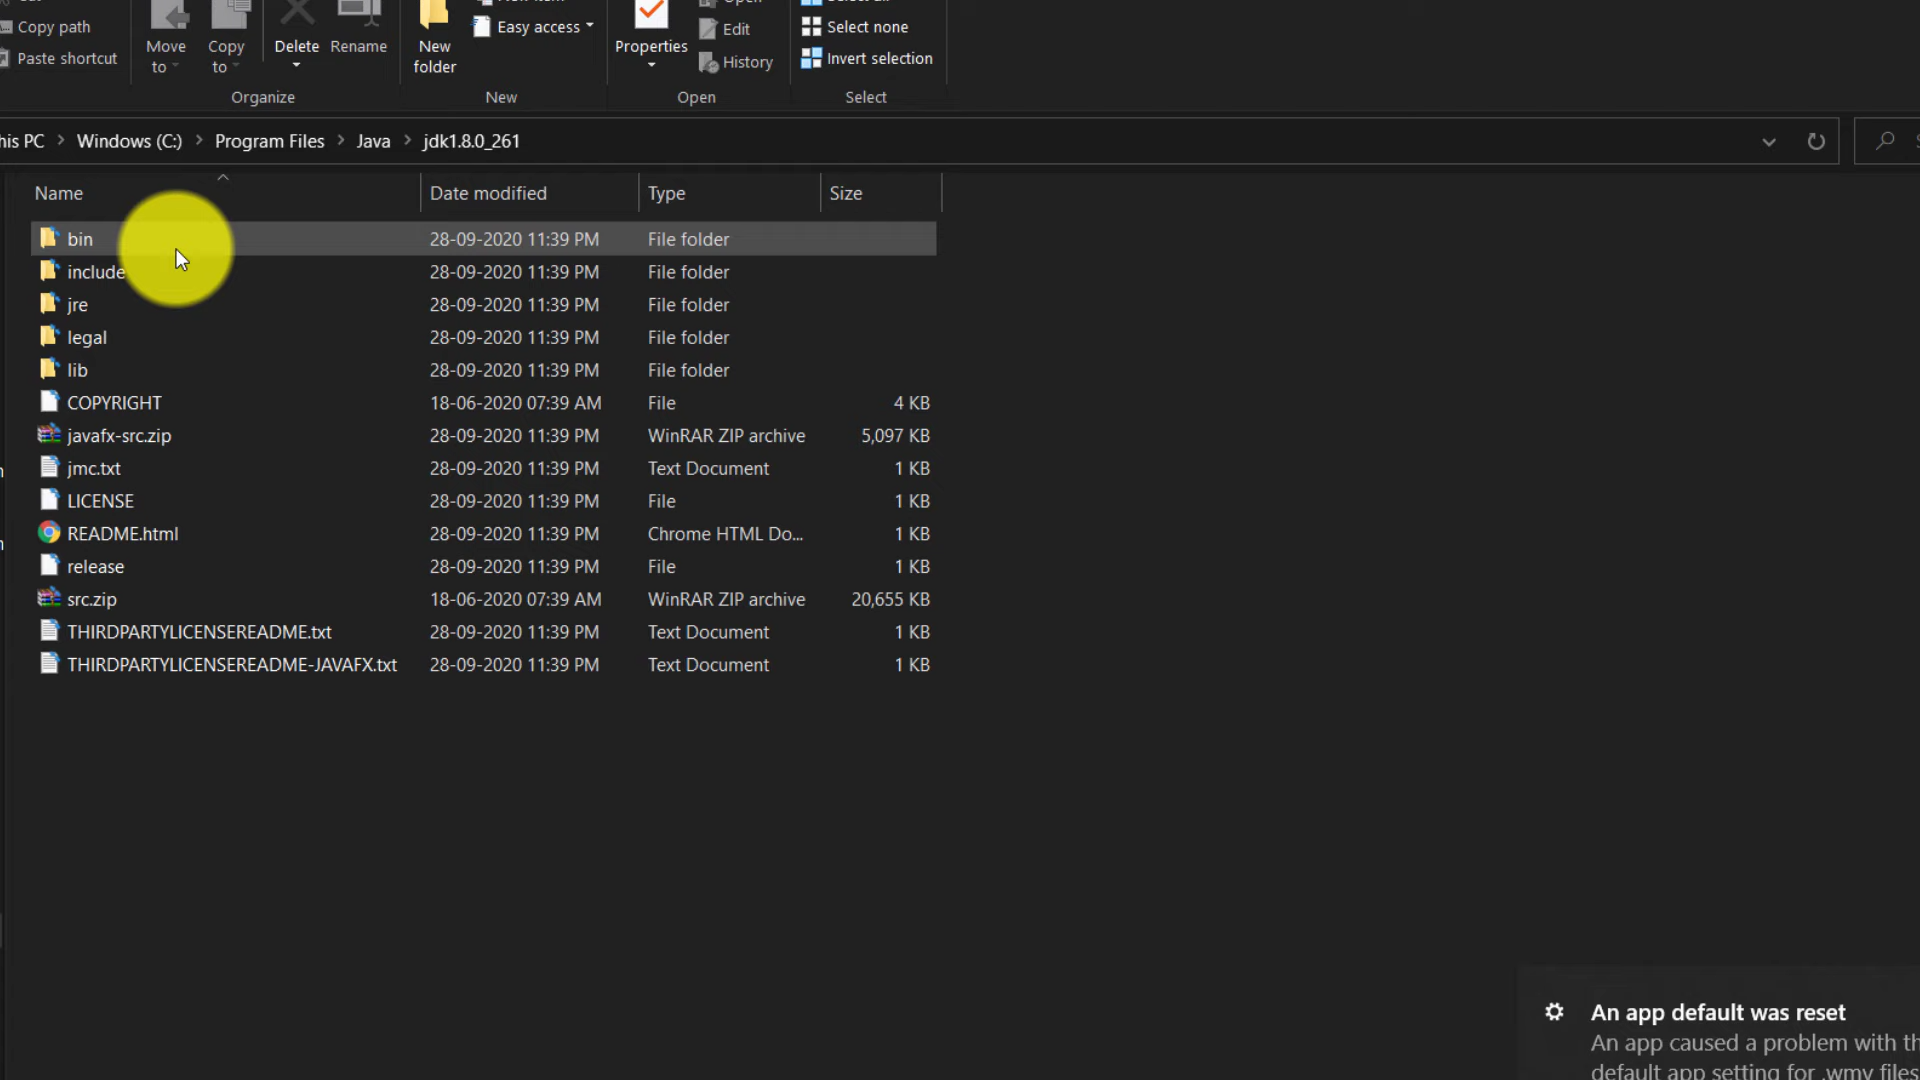 Copy path
Paste shortcut
Move to
Copy to
Delete
Rename
New folder
Easy access
Properties
Open
Edit
History
Select none
Invert selection
Organize
New
Open
Select
his PC > Windows (C:) > Program Files > Java > jdk1.8.0_261
Name Date modified Type Size
bin 28-09-2020 11:39 PM File folder
include 28-09-2020 11:39 PM File folder
jre 28-09-2020 11:39 PM File folder
legal 28-09-2020 11:39 PM File folder
lib 28-09-2020 11:39 PM File folder
COPYRIGHT 18-06-2020 07:39 AM File 4 KB
javafx-src.zip 28-09-2020 11:39 PM WinRAR ZIP archive 5,097 KB
jmc.txt 28-09-2020 11:39 PM Text Document 1 KB
LICENSE 28-09-2020 11:39 PM File 1 KB
README.html 28-09-2020 11:39 PM Chrome HTML Do... 1 KB
release 28-09-2020 11:39 PM File 1 KB
src.zip 18-06-2020 07:39 AM WinRAR ZIP archive 20,655 KB
THIRDPARTYLICENSEREADME.txt 28-09-2020 11:39 PM Text Document 1 KB
THIRDPARTYLICENSEREADME-JAVAFX.txt 28-09-2020 11:39 PM Text Document 1 KB
An app default was reset
An app caused a problem with th
default app setting for .wmv files